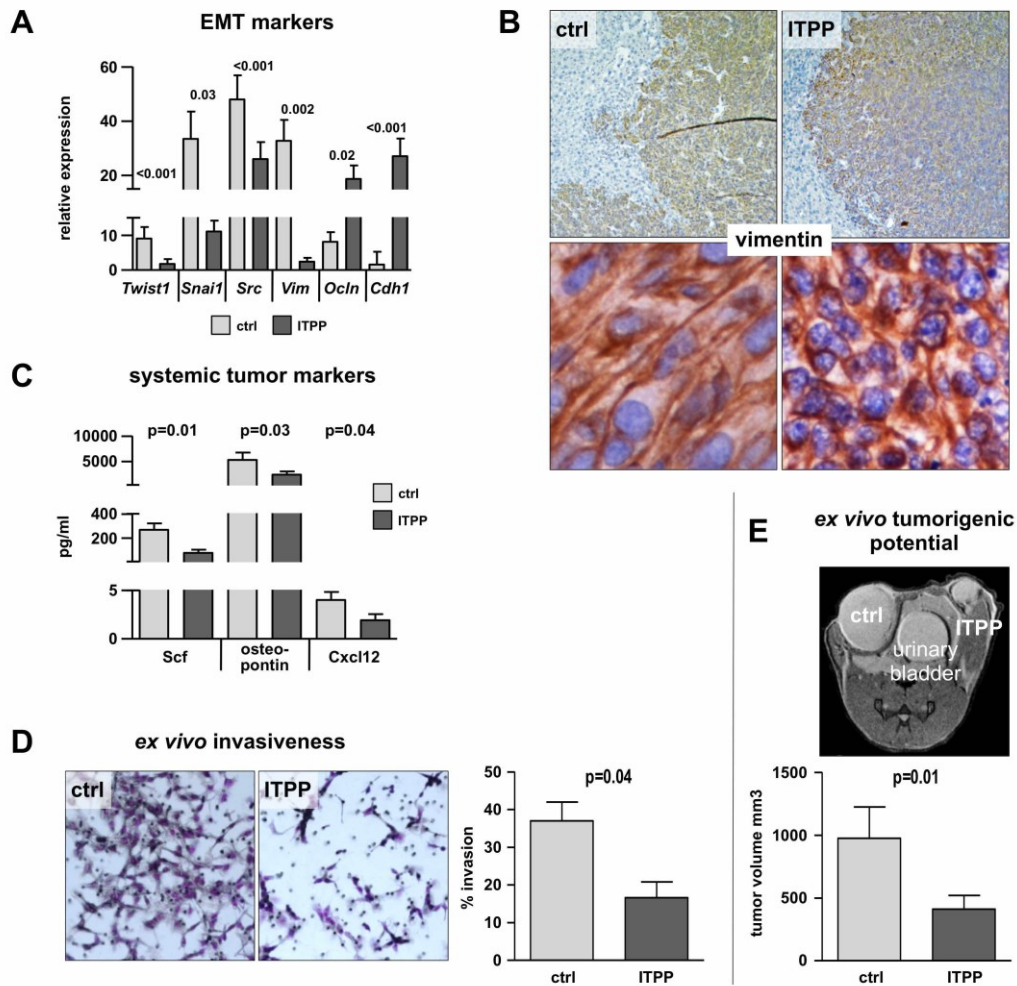 A
EMT markers
relative expression
60
40
20
10
0
<0.001
0.03
<0.001
0.002
0.02
<0.001
Twist1 Snai1 Src Vim Ocln Cdh1
ctrl ITPP
B
ctrl
ITPP
vimentin
C
systemic tumor markers
pg/ml
p=0.01 p=0.03 p=0.04
10000
5000
400
200
5
0
ctrl
ITPP
Scf osteo-
pontin Cxcl12
D
ex vivo invasiveness
ctrl
ITPP
% invasion
50
40
30
20
10
0
p=0.04
ctrl ITPP
E
ex vivo tumorigenic
potential
ctrl
ITPP
urinary
bladder
tumor volume mm3
1500
1000
500
0
p=0.01
ctrl ITPP